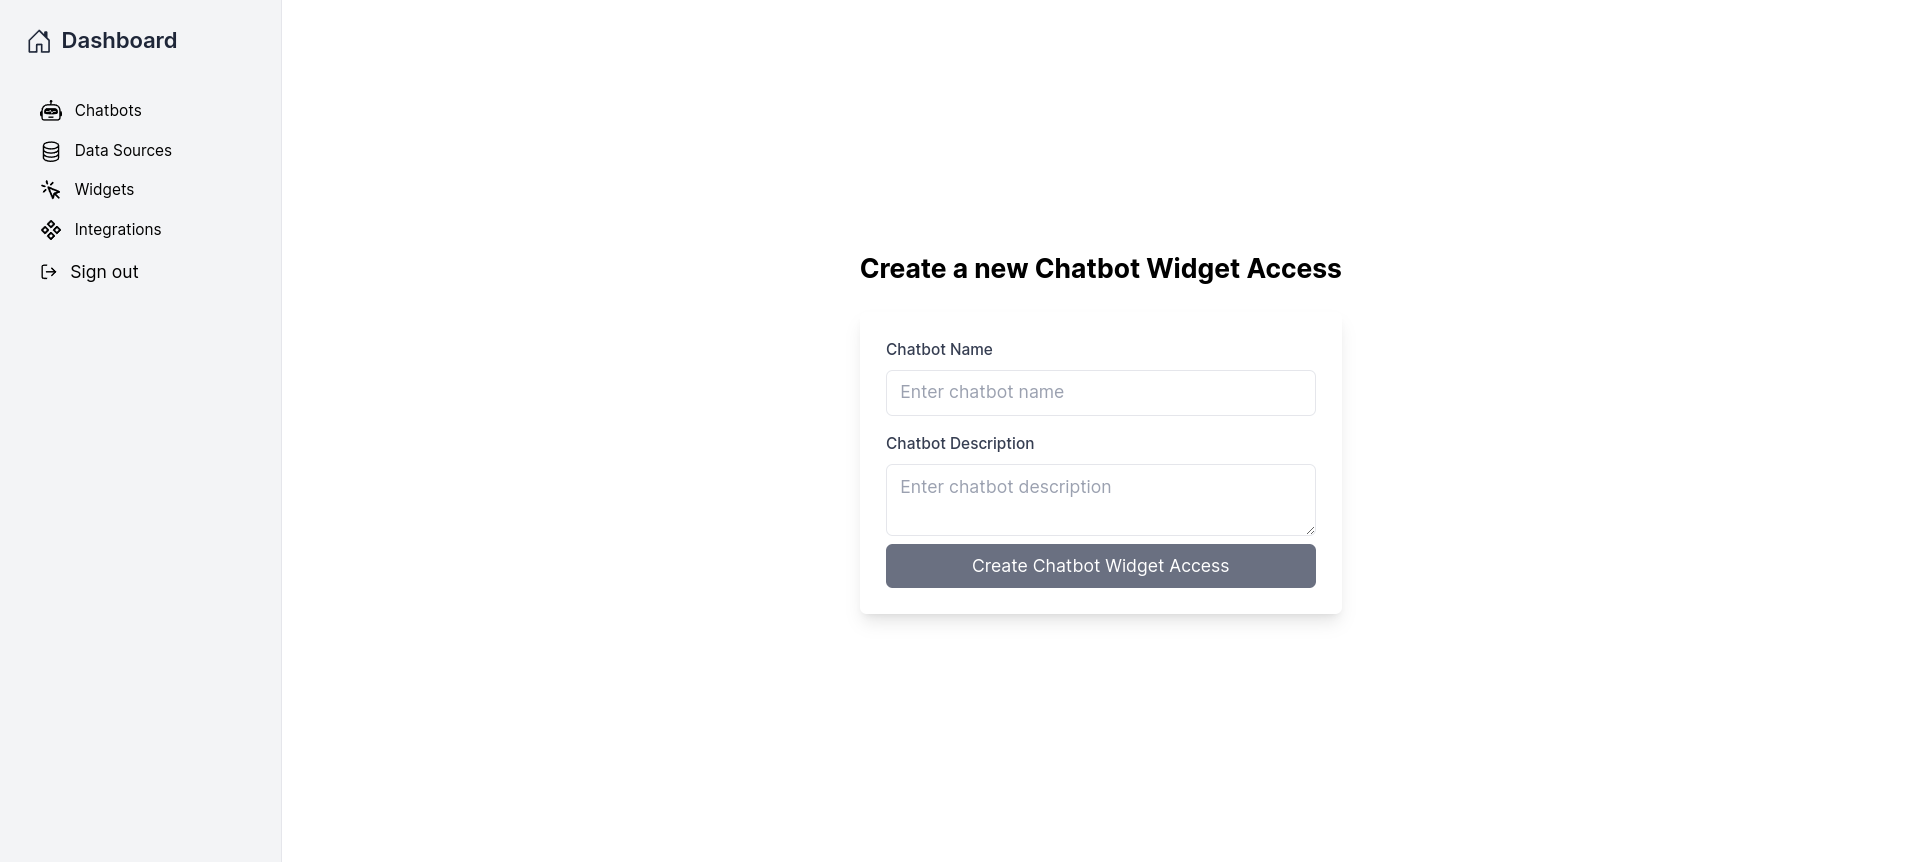 Dashboard
Chatbots
Data Sources
Widgets
Integrations
Sign out
Create a new Chatbot Widget Access
Chatbot Name
Enter chatbot name
Chatbot Description
Enter chatbot description
Create Chatbot Widget Access